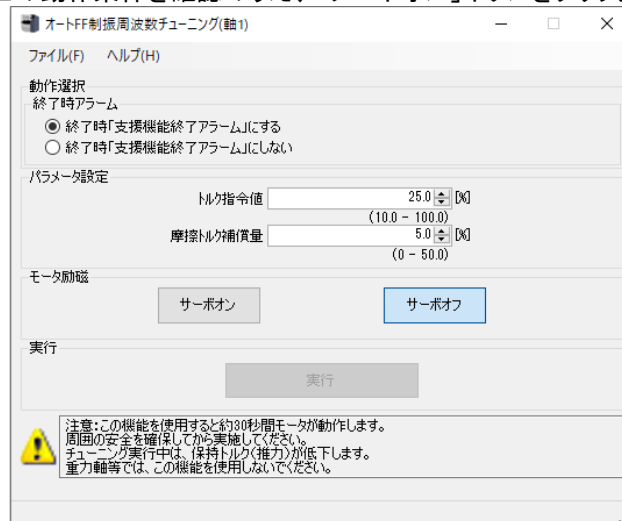 オートFF制振周波数チューニング(軸1)
ファイル(F) ヘルプ(H)
動作選択
終了時アラーム
終了時「支援機能終了アラーム」にする
終了時「支援機能終了アラーム」にしない
パラメータ設定
トルク指令値 25.0 [%]
(10.0 - 100.0)
摩擦トルク補償量 5.0 [%]
(0 - 50.0)
モータ励磁
サーボオン サーボオフ
実行
実行
注意:この機能を使用すると約30秒間モータが動作します。
周囲の安全を確保してから実施してください。
チューニング実行中は、保持トルク(推力)が低下します。
重力軸等では、この機能を使用しないでください。